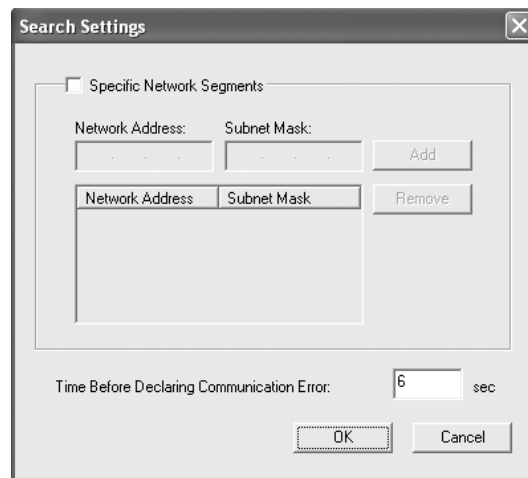 Search Settings
Specific Network Segments
Network Address: Subnet Mask:
Add
Network Address Subnet Mask
Remove
Time Before Declaring Communication Error: 6 sec
OK Cancel